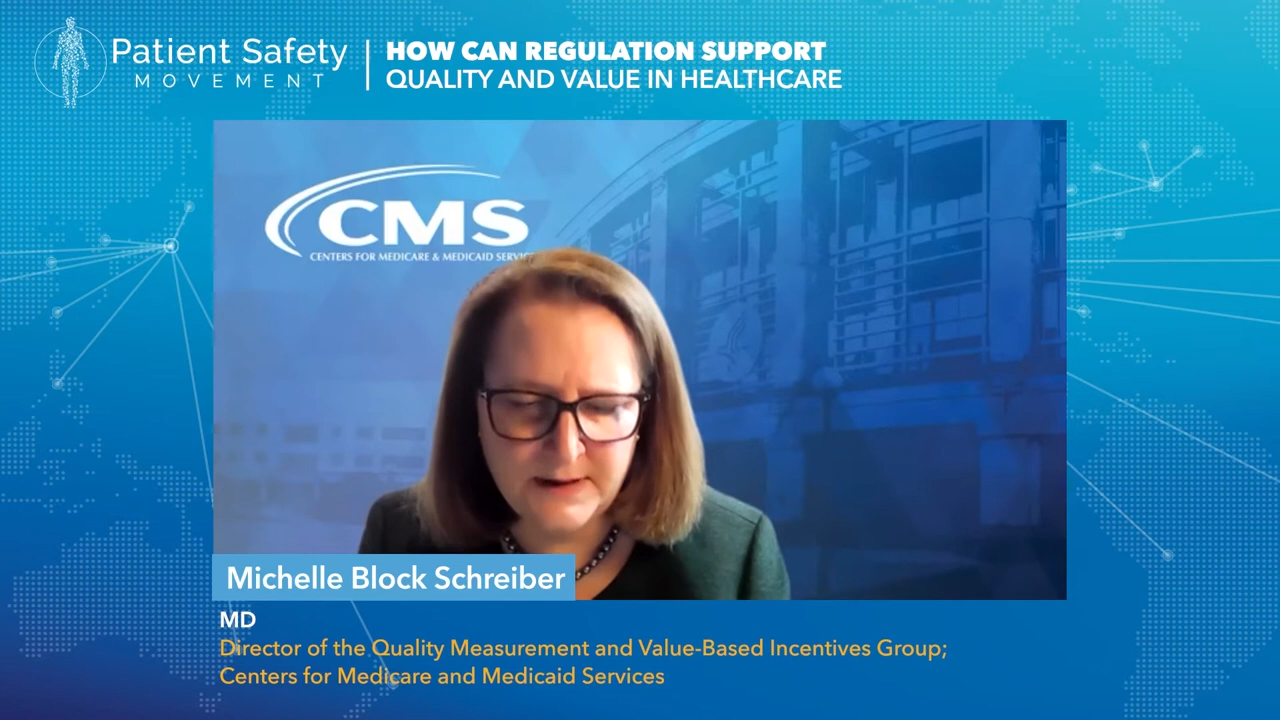 Patient Safety
MOVEMENT
HOW CAN REGULATION SUPPORT
QUALITY AND VALUE IN HEALTHCARE
CMS
CENTERS FOR MEDICARE & MEDICAID
Michelle Block Schreiber
MD
Director of the Quality Measurement and Value-Based Incentives Group;
Centers for Medicare and Medicaid Services